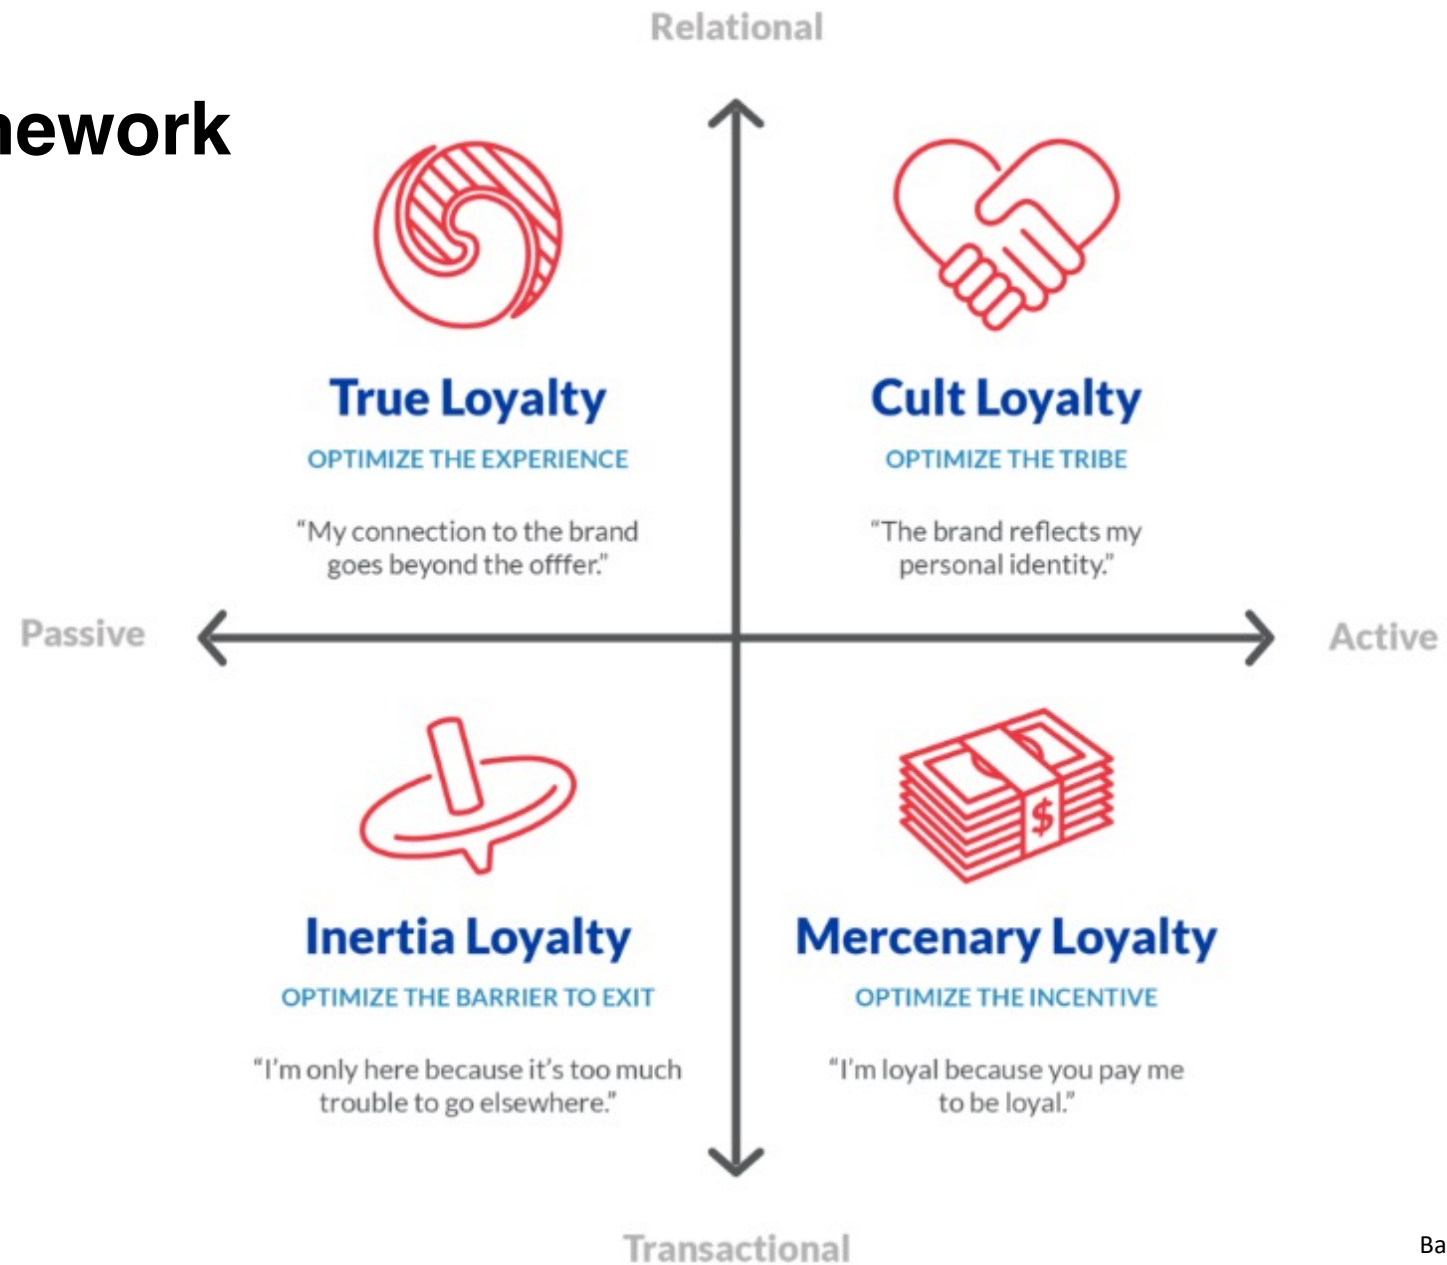 Relational
nework
True Loyalty
OPTIMIZE THE EXPERIENCE
“My connection to the brand
goes beyond the offfer.”
Cult Loyalty
OPTIMIZE THE TRIBE
“The brand reflects my
personal identity.”
Passive
Active
$
Inertia Loyalty
OPTIMIZE THE BARRIER TO EXIT
“I’m only here because it’s too much
trouble to go elsewhere.”
Mercenary Loyalty
OPTIMIZE THE INCENTIVE
“I’m loyal because you pay me
to be loyal.”
Transactional
Ba